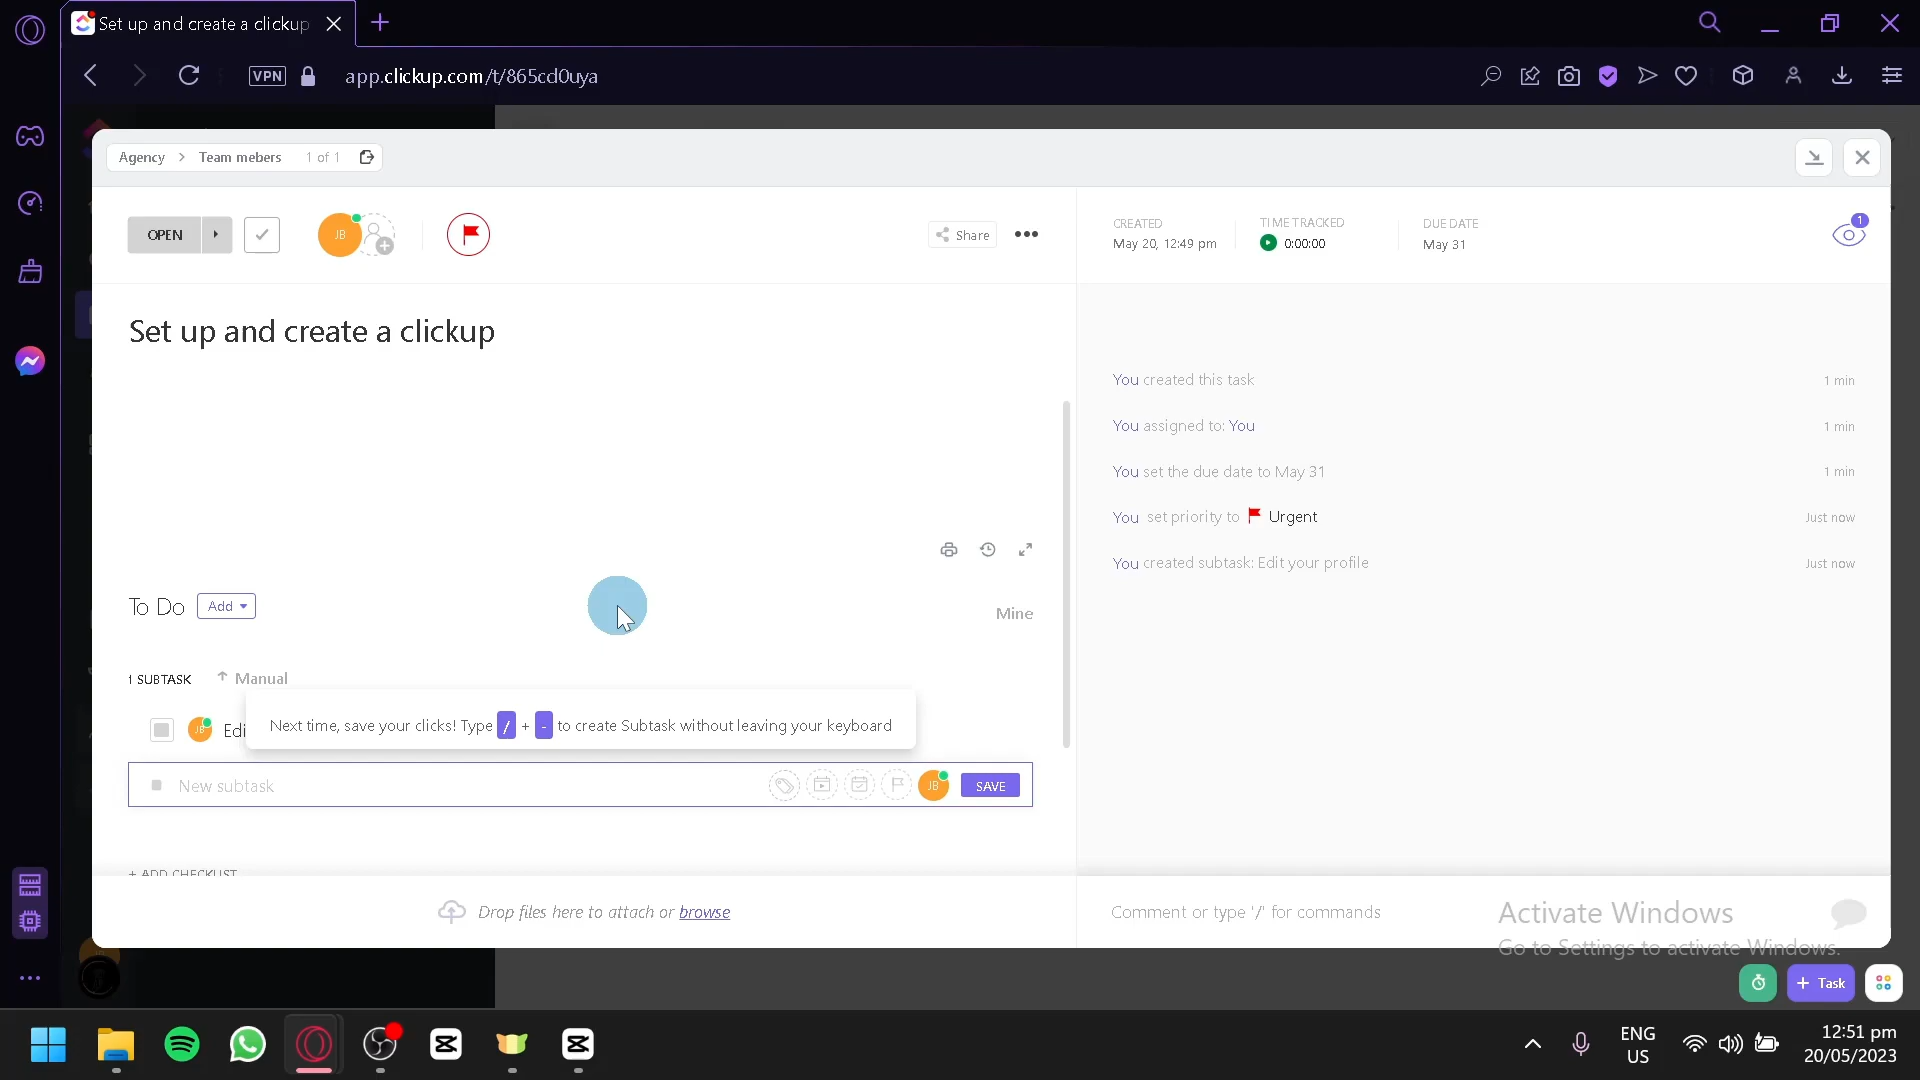 Set up and create a clickup
VPN
app.clickup.com/t/865cd0uya
Agency > Team mebers 1 of 1
OPEN
JB
Share
CREATED
May 20, 12:49 pm
TIME TRACKED
0:00:00
DUE DATE
May 31
1
Set up and create a clickup
You created this task 1 min
You assigned to: You 1 min
You set the due date to May 31 1 min
You set priority to Urgent Just now
You created subtask: Edit your profile Just now
To Do Add
Mine
1 SUBTASK Manual
JB Edi
Next time, save your clicks! Type / + - to create Subtask without leaving your keyboard
New subtask
JB
SAVE
+ ADD CHECKLIST
Drop files here to attach or browse
Comment or type '/' for commands
Activate Windows
Go to Settings to activate Windows.
+ Task
ENG
US
12:51 pm
20/05/2023